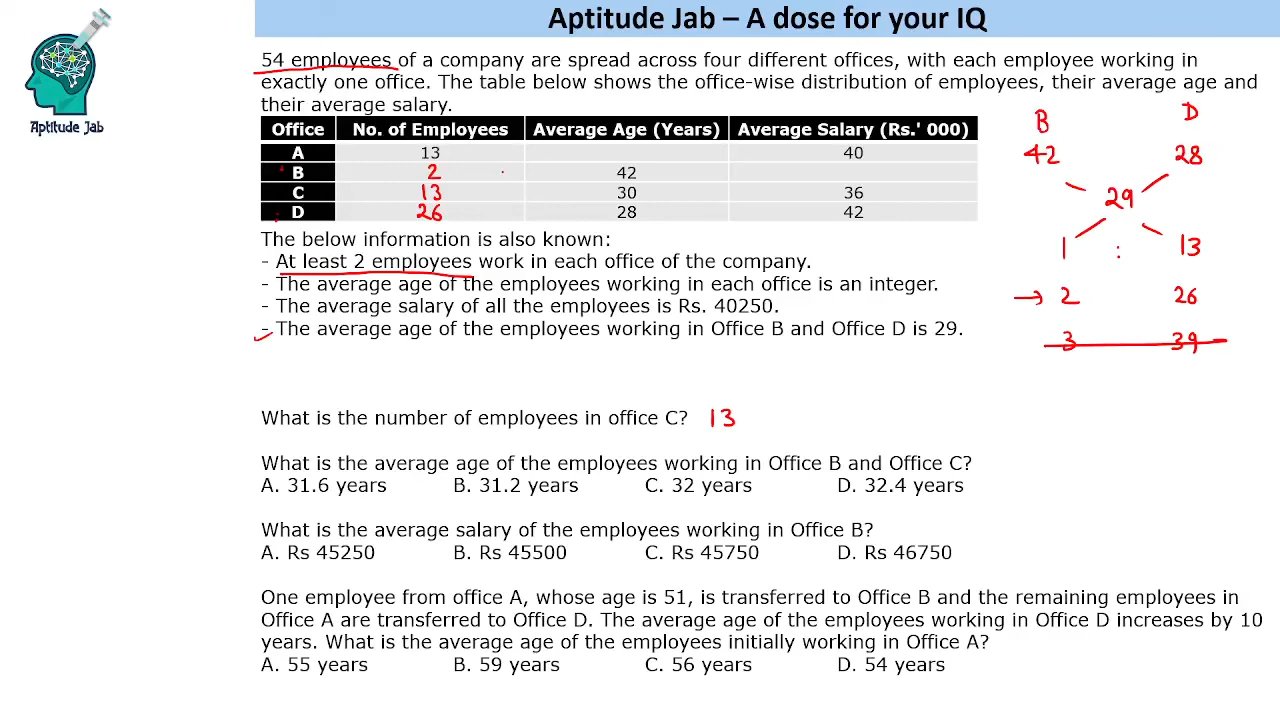 Aptitude Jab – A dose for your IQ
Aptitude Jab
54 employees of a company are spread across four different offices, with each employee working in
exactly one office. The table below shows the office-wise distribution of employees, their average age and
their average salary.
Office No. of Employees Average Age (Years) Average Salary (Rs.' 000)
A 13 40
B 2 42
C 13 30 36
D 26 28 42
The below information is also known:
- At least 2 employees work in each office of the company.
- The average age of the employees working in each office is an integer.
- The average salary of all the employees is Rs. 40250.
- The average age of the employees working in Office B and Office D is 29.
B D
42 28
29
1 : 13
2 26
3 39
What is the number of employees in office C? 13
What is the average age of the employees working in Office B and Office C?
A. 31.6 years B. 31.2 years C. 32 years D. 32.4 years
What is the average salary of the employees working in Office B?
A. Rs 45250 B. Rs 45500 C. Rs 45750 D. Rs 46750
One employee from office A, whose age is 51, is transferred to Office B and the remaining employees in
Office A are transferred to Office D. The average age of the employees working in Office D increases by 10
years. What is the average age of the employees initially working in Office A?
A. 55 years B. 59 years C. 56 years D. 54 years